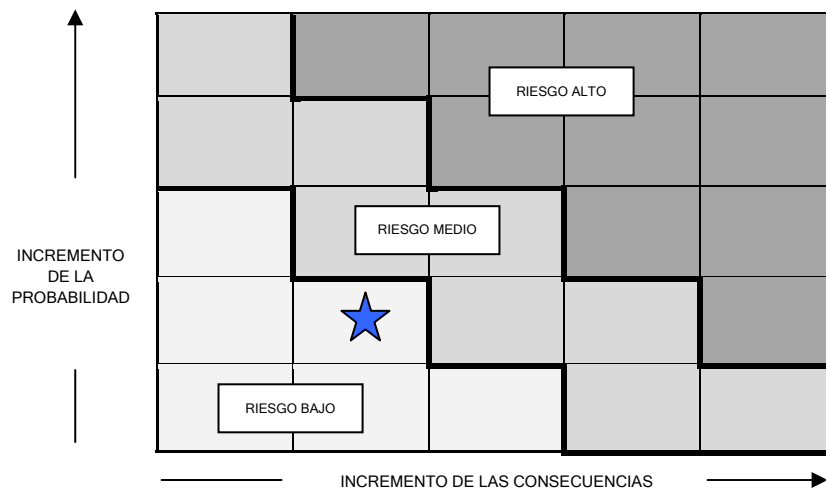 RIESGO ALTO
RIESGO MEDIO
INCREMENTO
DE LA
PROBABILIDAD
RIESGO BAJO
INCREMENTO DE LAS CONSECUENCIAS